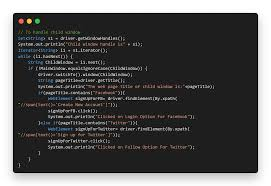 // To handle child window
Set<String> s1 = driver.getWindowHandles();
System.out.println("Child window handle is" + s1);
Iterator<String> i1 = s1.iterator();
while (i1.hasNext()) {
String ChildWindow = i1.next();
if (!MainWindow.equalsIgnoreCase(ChildWindow)) {
driver.switchTo().window(ChildWindow);
String pageTitle=driver.getTitle();
System.out.println("The web page title of child window is:"+pageTitle);
if(pageTitle.contains("Facebook")){
WebElement signUpForFB= driver.findElement(By.xpath(
"//span[text()='Create New Account']"));
signUpForFB.click();
System.out.println("Clicked on Login Option For Facebook");
}else if(pageTitle.contains("Twitter")){
WebElement SignUpForTwitter= driver.findElement(By.xpath(
"//span[text()='Sign up for Twitter']"));
signUpForTwitter.click();
System.out.println("Clicked on Follow Option For Twitter");
}
}
}